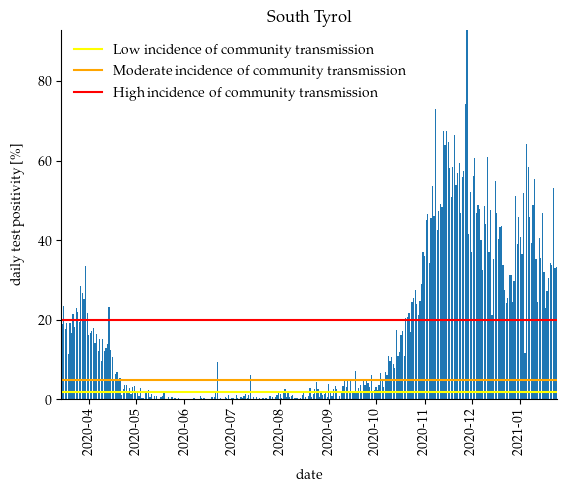 South Tyrol
Low incidence of community transmission
Moderate incidence of community transmission
High incidence of community transmission
daily test positivity [%]
80
60
40
20
0
2020-04
2020-05
2020-06
2020-07
2020-08
2020-09
2020-10
2020-11
2020-12
2021-01
date